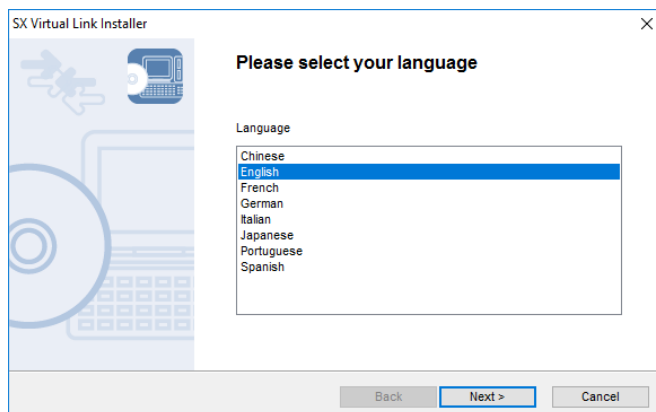 SX Virtual Link Installer
Please select your language
Language
Chinese
English
French
German
Italian
Japanese
Portuguese
Spanish
Back
Next >
Cancel